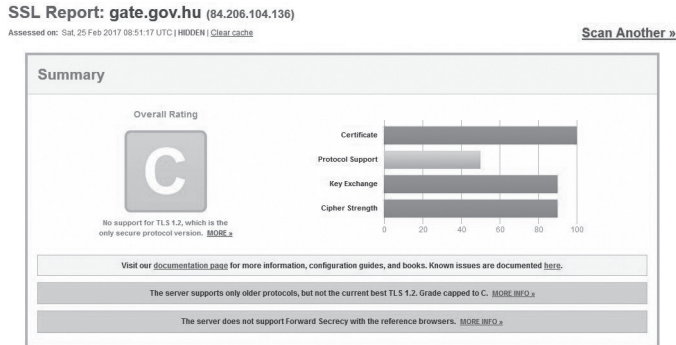 SSL Report: gate.gov.hu (84.206.104.136)
Assessed on: Sat, 25 Feb 2017 08:51:17 UTC | HIDDEN | Clear cache
Scan Another »
Summary
Overall Rating
C
No support for TLS 1.2, which is the
only secure protocol version. MORE »
Certificate
Protocol Support
Key Exchange
Cipher Strength
0 20 40 60 80 100
Visit our documentation page for more information, configuration guides, and books. Known issues are documented here.
The server supports only older protocols, but not the current best TLS 1.2. Grade capped to C. MORE INFO »
The server does not support Forward Secrecy with the reference browsers. MORE INFO »